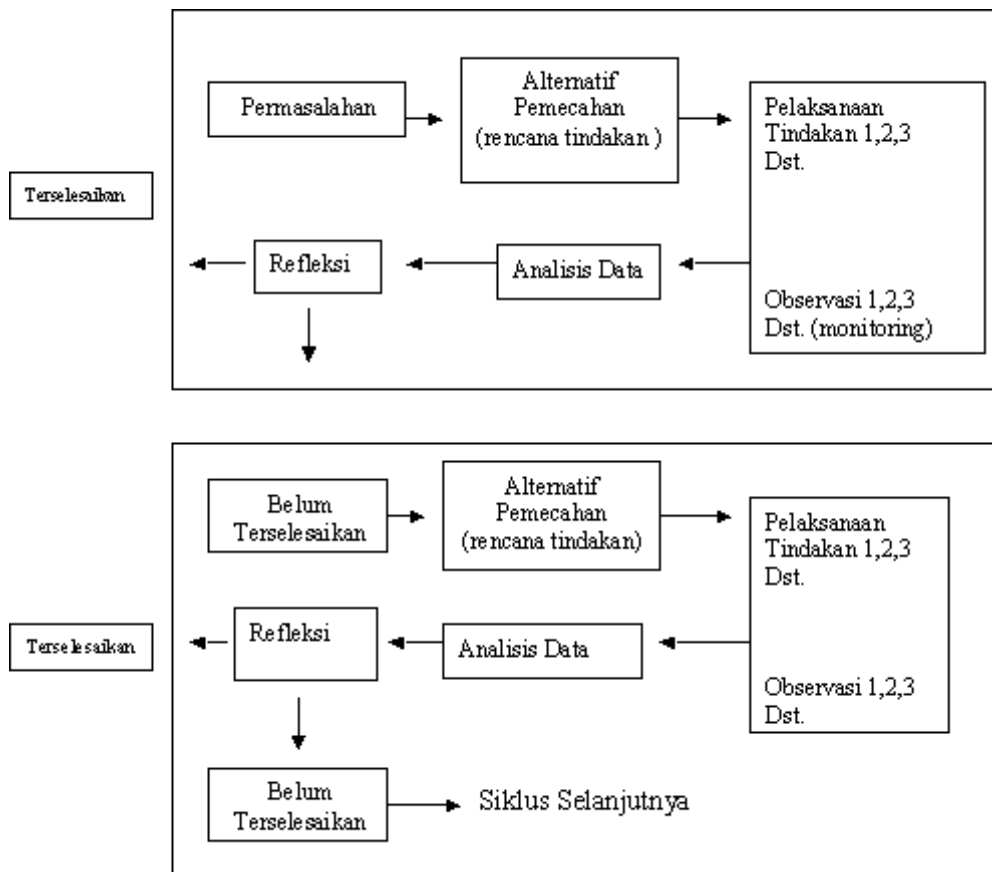 Permasalahan
Alternatif
Pemecahan
(rencana tindakan )
Pelaksanaan
Tindakan 1,2,3
Dst.
Observasi 1,2,3
Dst. (monitoring)
Analisis Data
Refleksi
Terselesaikan
Belum
Terselesaikan
Alternatif
Pemecahan
(rencana tindakan)
Pelaksanaan
Tindakan 1,2,3
Dst.
Observasi 1,2,3
Dst.
Analisis Data
Refleksi
Terselesaikan
Belum
Terselesaikan
Siklus Selanjutnya